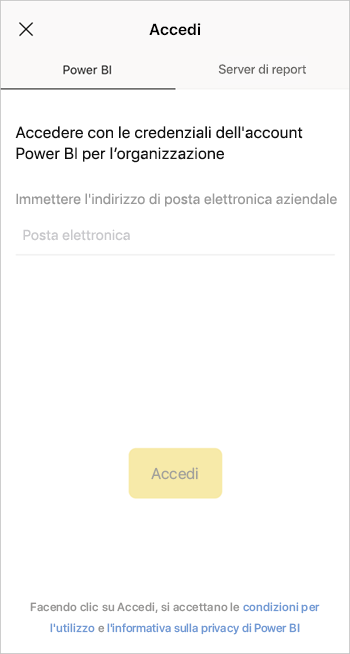 Accedi
Power BI
Server di report
Accedere con le credenziali dell'account
Power BI per l’organizzazione
Immettere l'indirizzo di posta elettronica aziendale
Posta elettronica
Accedi
Facendo clic su Accedi, si accettano le condizioni per
l'utilizzo e l'informativa sulla privacy di Power BI